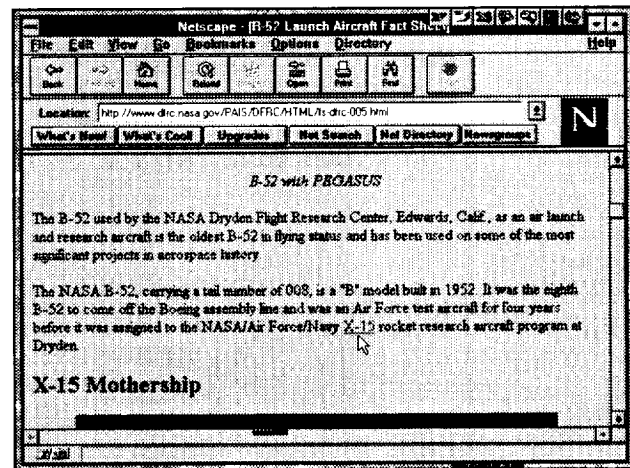 Netscape - [B-52 Launch Aircraft Fact Sheet]
File Edit View Go Bookmarks Options Directory Help
Back Home Reload Open Print Find
Location: http://www.dfrc.nasa.gov/PAIS/DFRC/HTML/fs-dfrc-005.html
N
What's New! What's Cool! Upgrades Net Search Net Directory Newsgroups
B-52 with PEGASUS
The B-52 used by the NASA Dryden Flight Research Center, Edwards, Calif., as an air launch
and research aircraft is the oldest B-52 in flying status and has been used on some of the most
significant projects in aerospace history.
The NASA B-52, carrying a tail number of 008, is a "B" model built in 1952. It was the eighth
B-52 to come off the Boeing assembly line and was an Air Force test aircraft for four years
before it was assigned to the NASA/Air Force/Navy X-15 rocket research aircraft program at
Dryden.
X-15 Mothership